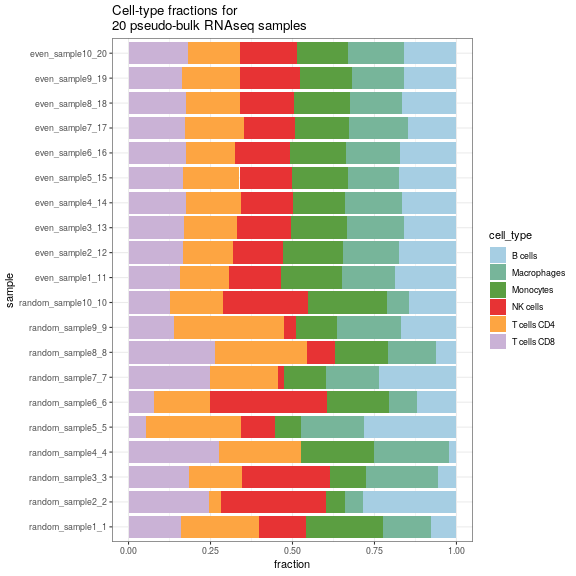 Cell-type fractions for
20 pseudo-bulk RNAseq samples
even_sample10_20
even_sample9_19
even_sample8_18
even_sample7_17
even_sample6_16
even_sample5_15
even_sample4_14
even_sample3_13
even_sample2_12
even_sample1_11
random_sample10_10
random_sample9_9
random_sample8_8
random_sample7_7
random_sample6_6
random_sample5_5
random_sample4_4
random_sample3_3
random_sample2_2
random_sample1_1
sample
0.00 0.25 0.50 0.75 1.00
fraction
cell_type
B cells
Macrophages
Monocytes
NK cells
T cells CD4
T cells CD8